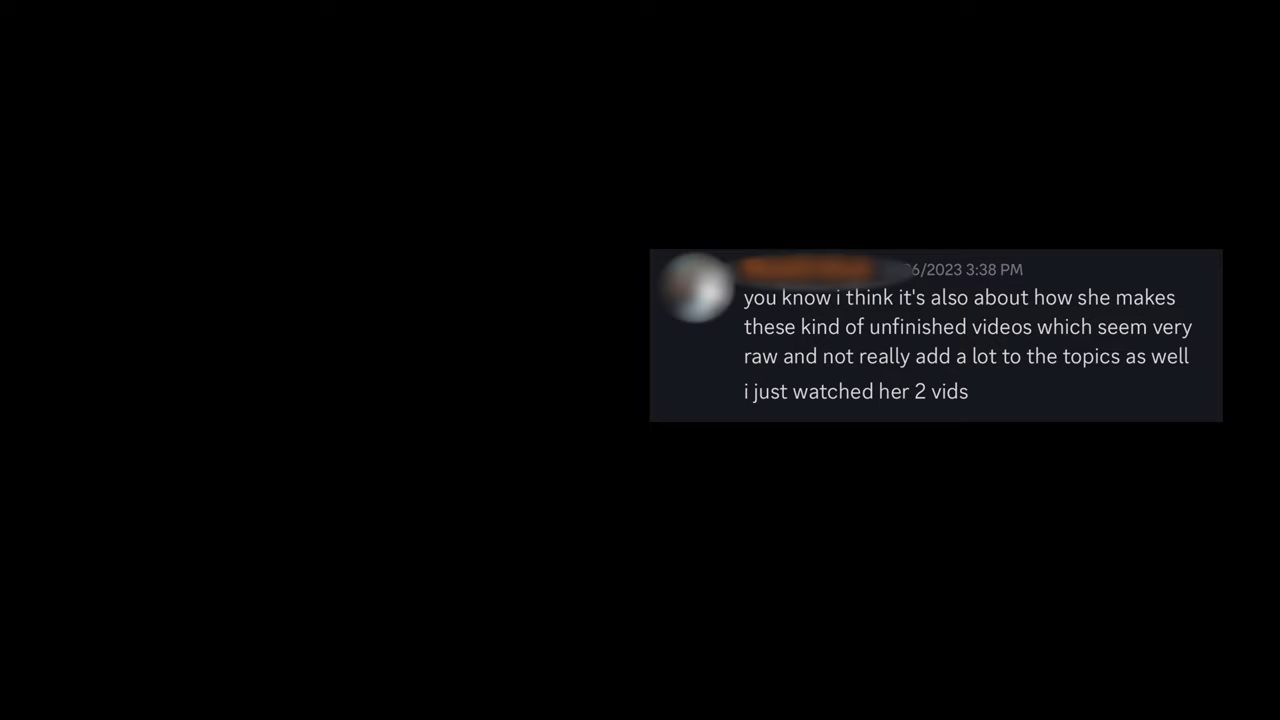 6/2023 3:38 PM
you know i think it's also about how she makes
these kind of unfinished videos which seem very
raw and not really add a lot to the topics as well
i just watched her 2 vids